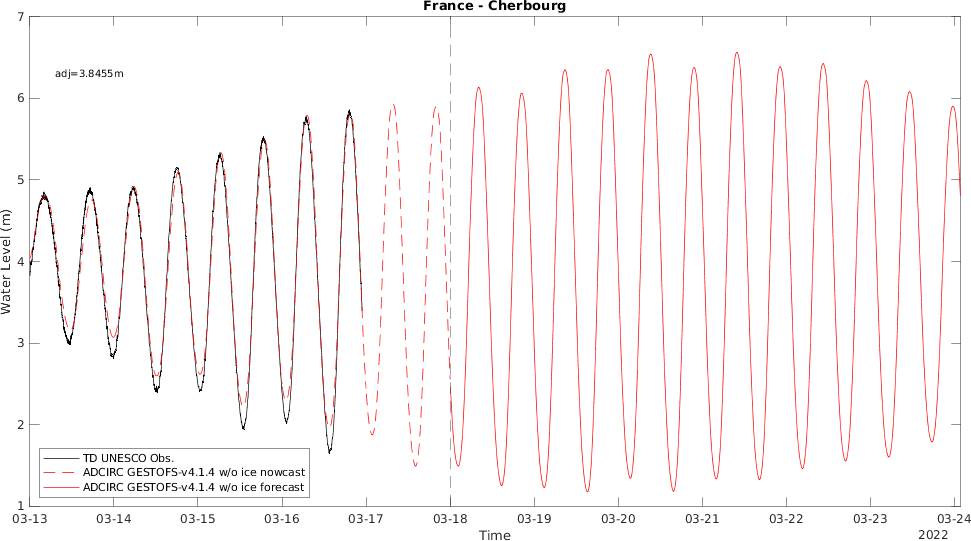 France - Cherbourg
7
adj=3.8455m
6
5
4
3
2
1
Water Level (m)
TD UNESCO Obs.
ADCIRC GESTOFS-v4.1.4 w/o ice nowcast
ADCIRC GESTOFS-v4.1.4 w/o ice forecast
03-13 03-14 03-15 03-16 03-17 03-18 03-19 03-20 03-21 03-22 03-23 03-24
Time
2022